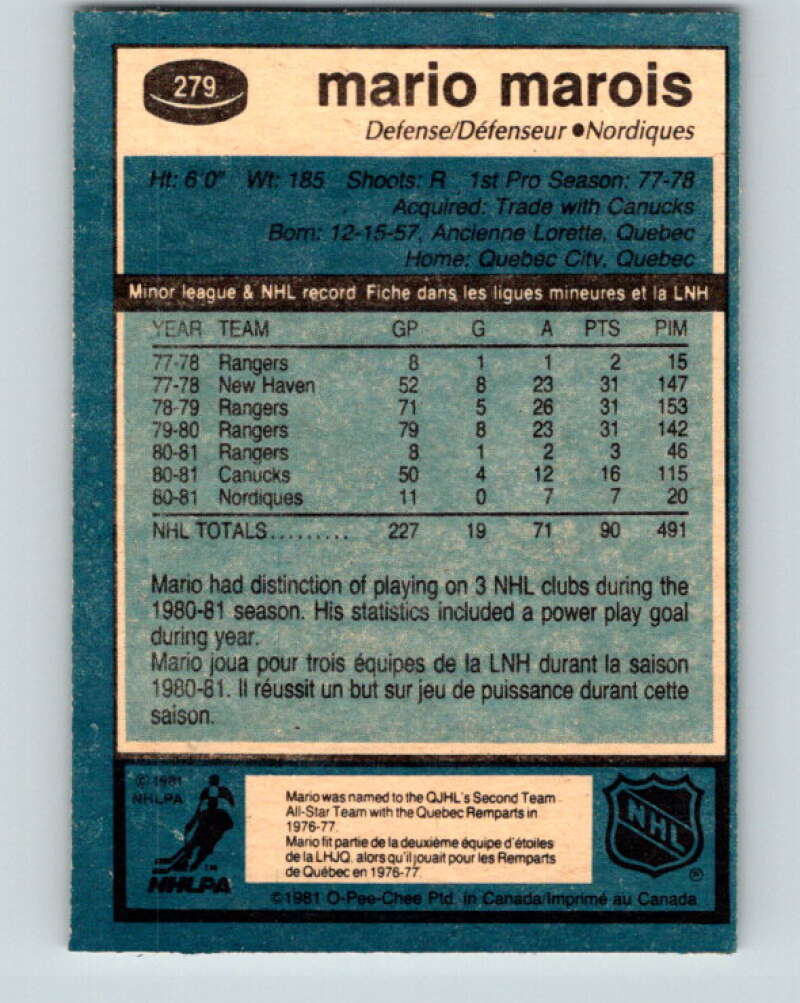 279
mario marois
Defense/Défenseur ●Nordiques
Ht: 6'0" Wt: 185 Shoots: R 1st Pro Season: 77-78
Acquired: Trade with Canucks
Born: 12-15-57, Ancienne Lorette, Quebec
Home: Quebec City, Quebec
Minor league & NHL record Fiche dans les ligues mineures et la LNH
YEAR TEAM GP G A PTS PIM
77-78 Rangers 8 1 1 2 15
77-78 New Haven 52 8 23 31 147
78-79 Rangers 71 5 26 31 153
79-80 Rangers 79 8 23 31 142
80-81 Rangers 8 1 2 3 46
80-81 Canucks 50 4 12 16 115
80-81 Nordiques 11 0 7 7 20
NHL TOTALS......... 227 19 71 90 491
Mario had distinction of playing on 3 NHL clubs during the
1980-81 season. His statistics included a power play goal
during year.
Mario joua pour trois équipes de la LNH durant la saison
1980-81. Il réussit un but sur jeu de puissance durant cette
saison.
© 1981
NHLPA
NHLPA
Mario was named to the QJHL's Second Team
All-Star Team with the Quebec Remparts in
1976-77.
Mario fit partie de la deuxième équipe d'étoiles
de la LHJQ. alors qu'il jouait pour les Remparts
de Québec en 1976-77.
NHL
®
©1981 O-Pee-Chee Ptd. in Canada/Imprimé au Canada